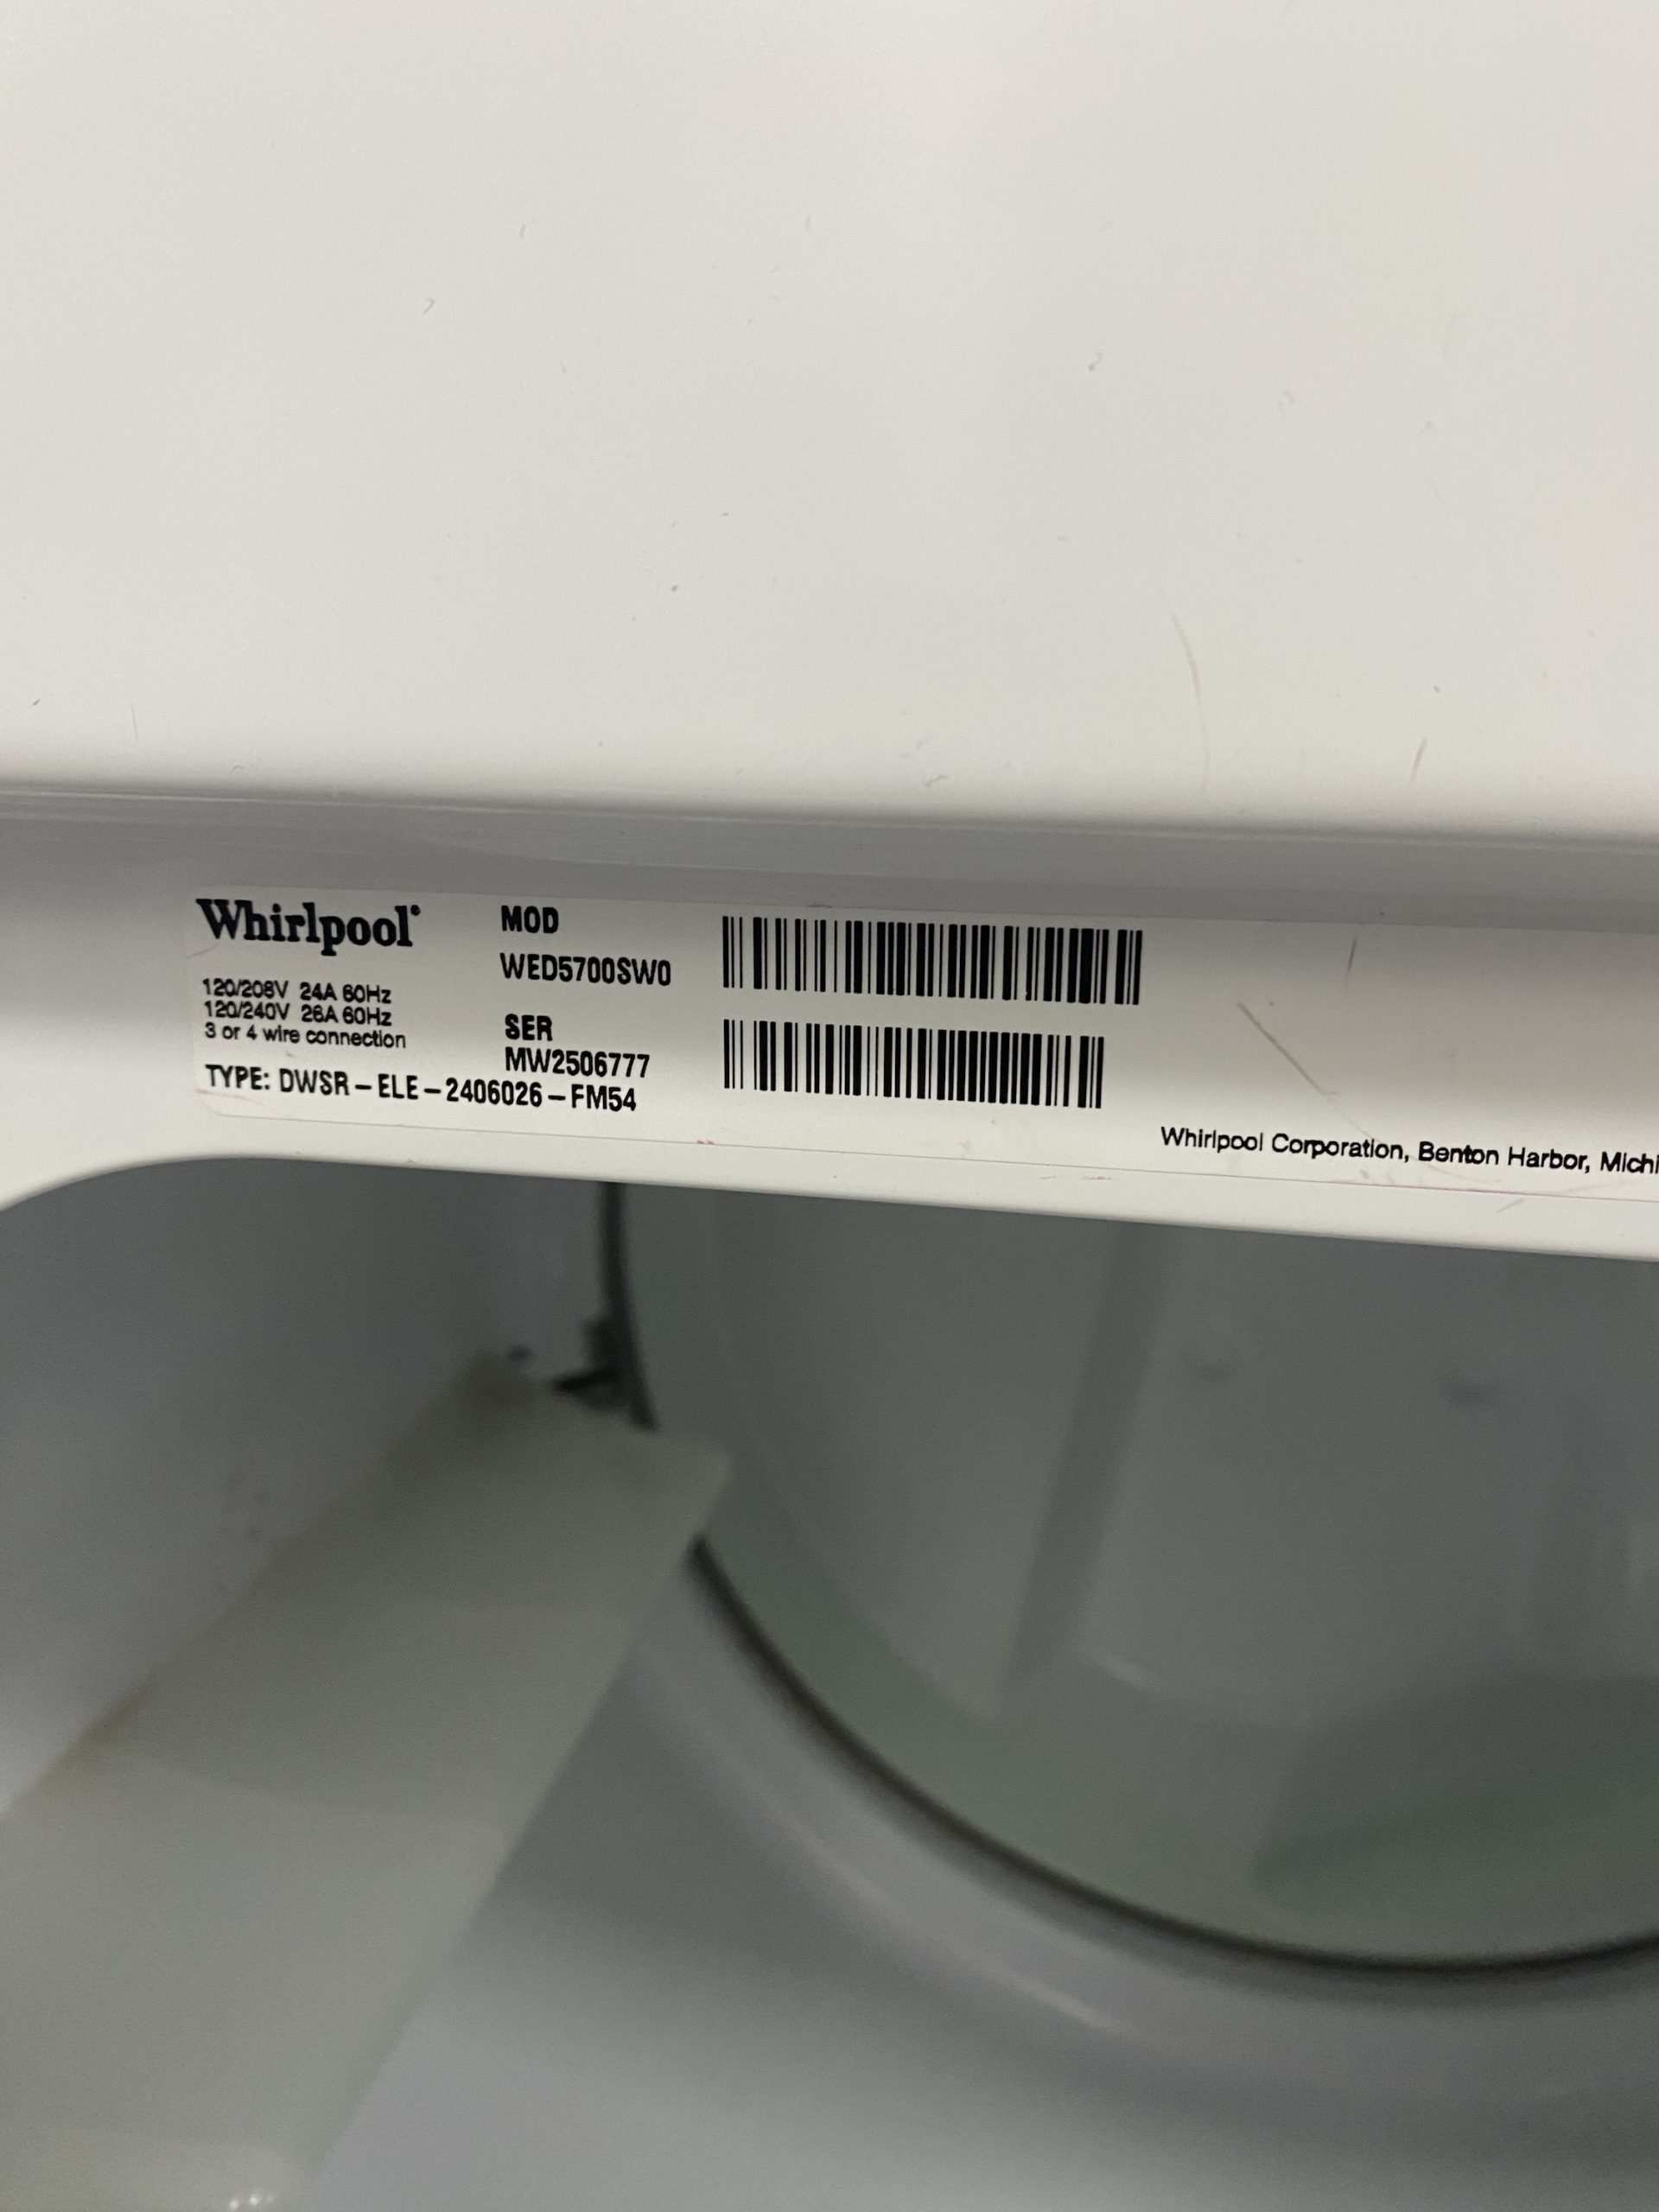 Whirlpool
120/208V 24A 60Hz
120/240V 26A 60Hz
3 or 4 wire connection
TYPE: DWSR-ELE-2406026-FM54
MOD
WED5700SW0
SER
MW2506777
Whirlpool Corporation, Benton Harbor, Michi